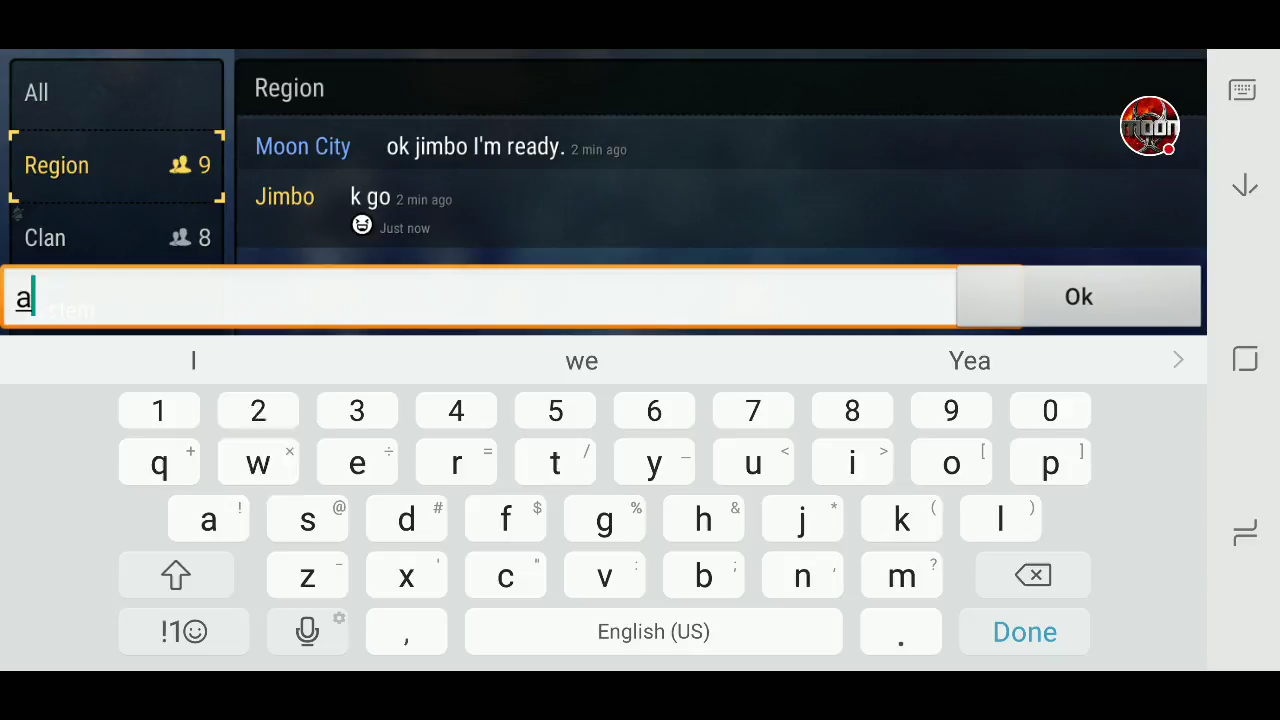 All
Region 9
Clan 8
Region
Moon City ok jimbo I'm ready. 2 min ago
Jimbo k go 2 min ago
Just now
moon
a
stem
Ok
I we Yea
1 2 3 4 5 6 7 8 9 0
q + w × e ÷ r = t / y _ u < i > o [ p ]
a ! s @ d # f $ g % h & j * k ( l )
z - x ' c " v : b ; n , m ?
!1☺ , English (US) . Done